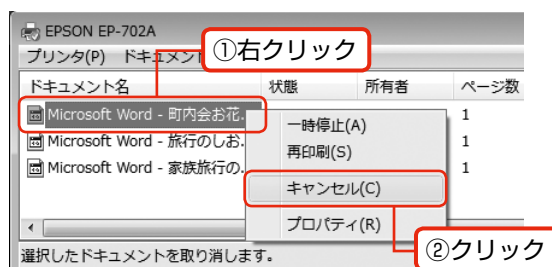 EPSON EP-702A
プリンタ(P) ドキュメント
①右クリック
ドキュメント名 状態 所有者 ページ数
Microsoft Word - 町内会お花... 1
Microsoft Word - 旅行のしお... 1
Microsoft Word - 家族旅行の... 1
一時停止(A)
再印刷(S)
キャンセル(C)
プロパティ(R)
②クリック
選択したドキュメントを取り消します。